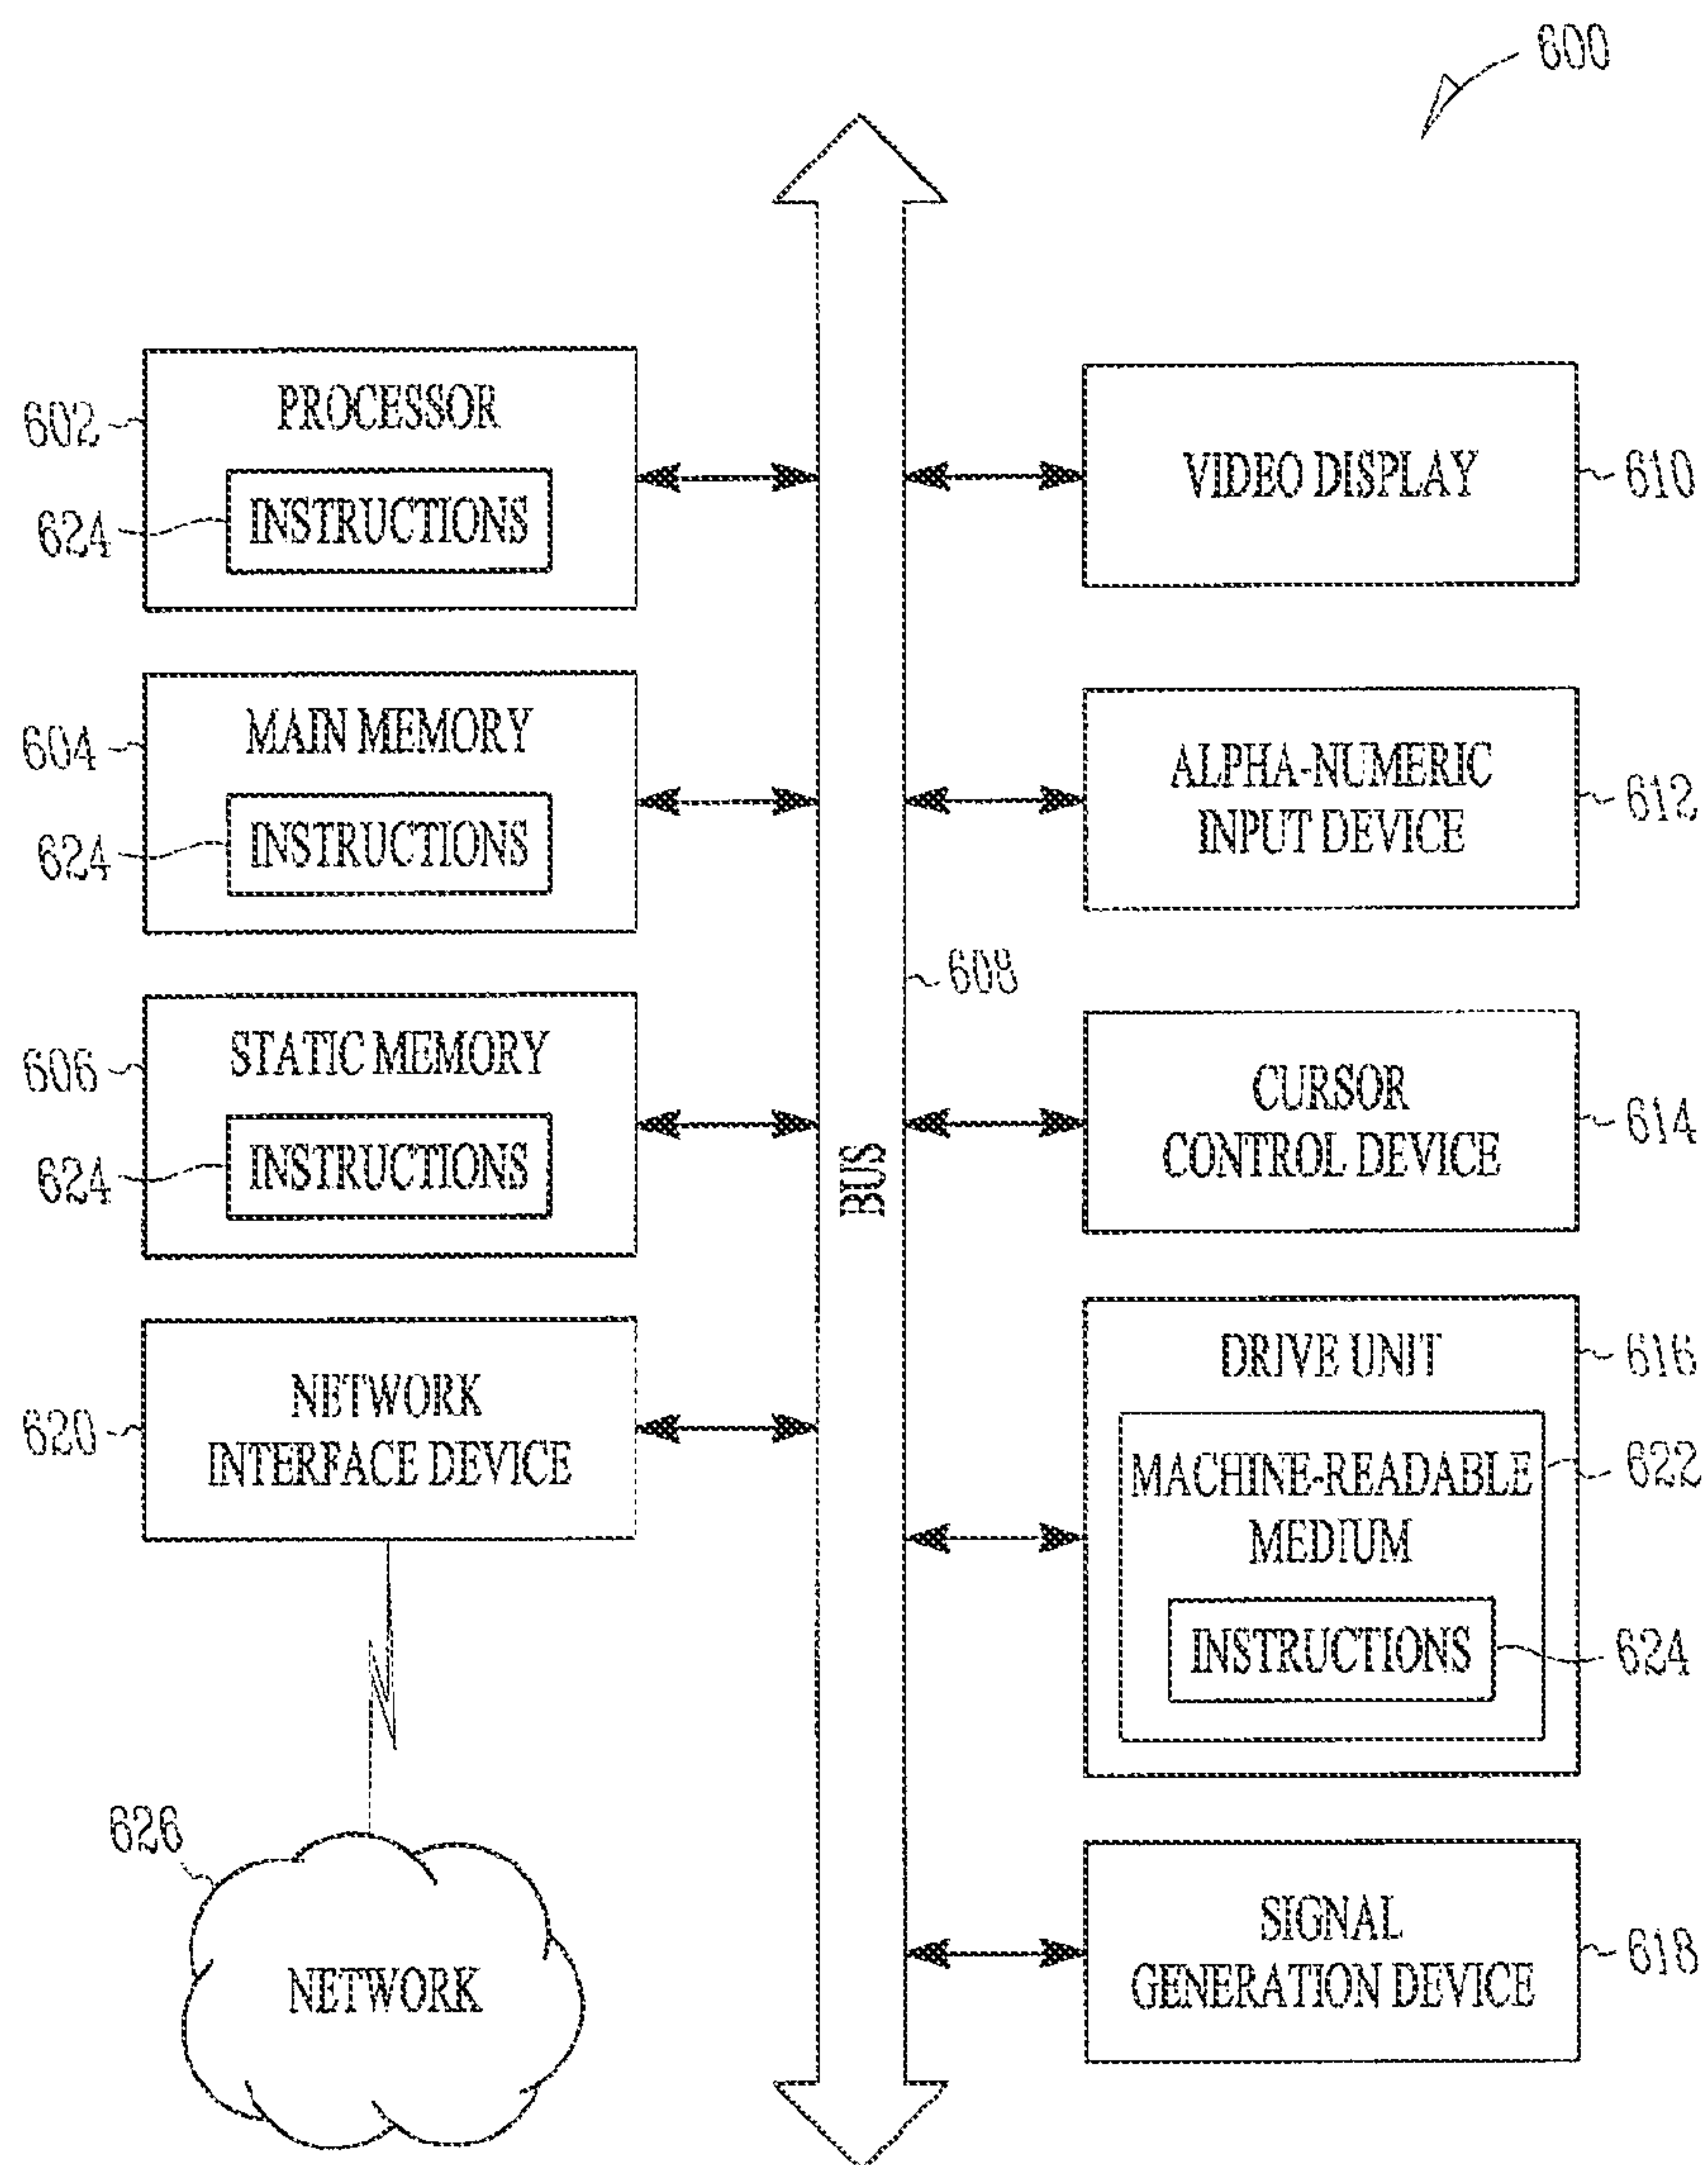 600
PROCESSOR
602
INSTRUCTIONS
624
MAIN MEMORY
604
INSTRUCTIONS
624
STATIC MEMORY
606
INSTRUCTIONS
624
NETWORK
INTERFACE DEVICE
620
626
NETWORK
BUS
608
VIDEO DISPLAY
610
ALPHA-NUMERIC
INPUT DEVICE
612
CURSOR
CONTROL DEVICE
614
DRIVE UNIT
616
MACHINE-READABLE
MEDIUM
622
INSTRUCTIONS
624
SIGNAL
GENERATION DEVICE
618